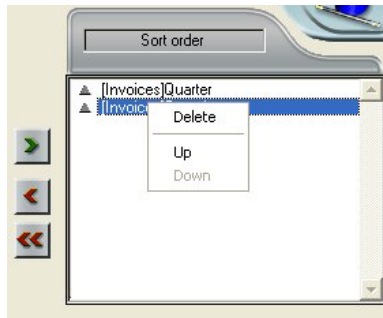 Sort order
[Invoices]Quarter
[Invoic
Delete
Up
Down